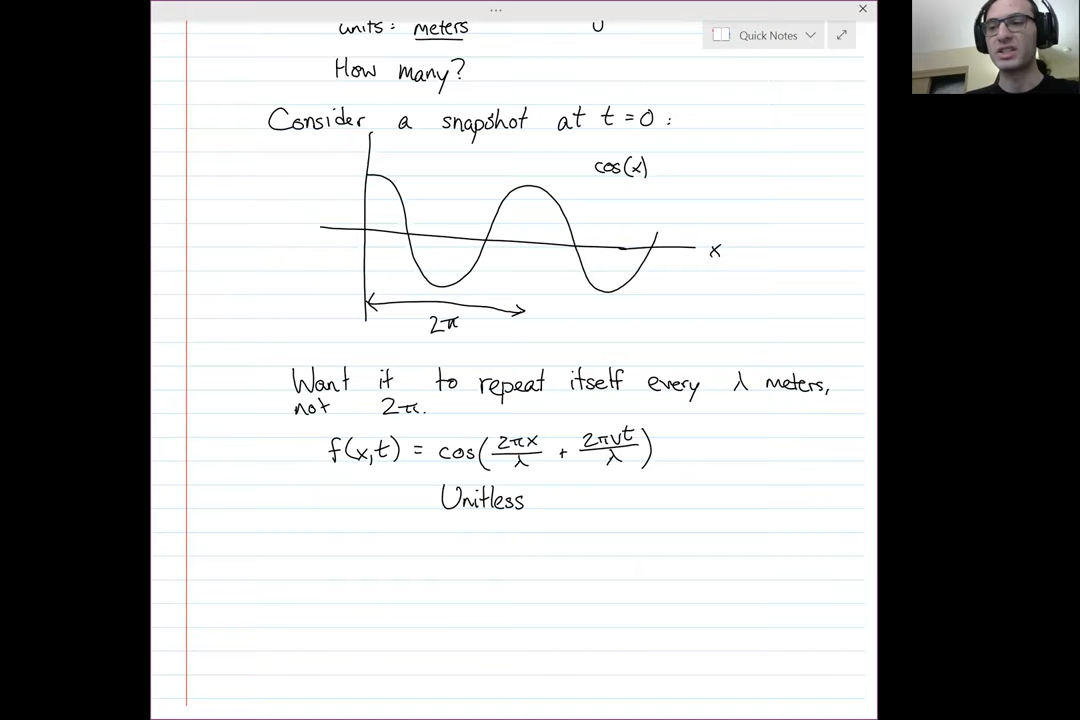 Quick Notes
units: meters
How many?
Consider a snapshot at t=0:
cos(x)
x
2π
Want it to repeat itself every λ meters,
not 2π.
f(x,t) = cos(2πx/λ + 2πvt/λ)
Unitless